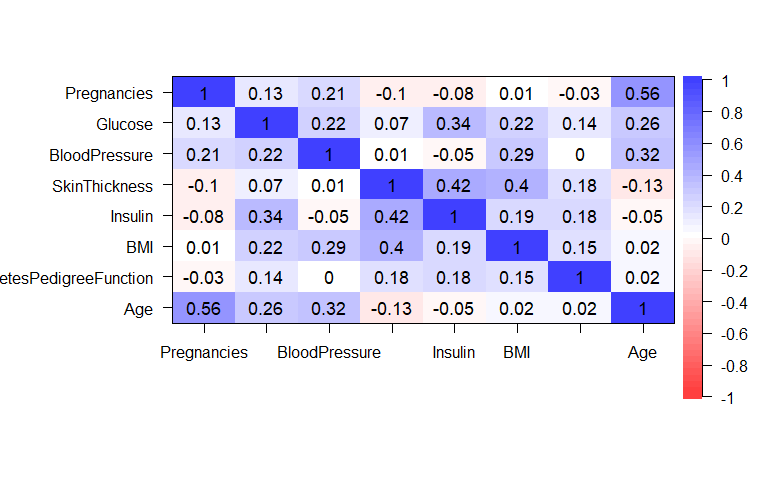 Pregnancies 1 0.13 0.21 -0.1 -0.08 0.01 -0.03 0.56
Glucose 0.13 1 0.22 0.07 0.34 0.22 0.14 0.26
BloodPressure 0.21 0.22 1 0.01 -0.05 0.29 0 0.32
SkinThickness -0.1 0.07 0.01 1 0.42 0.4 0.18 -0.13
Insulin -0.08 0.34 -0.05 0.42 1 0.19 0.18 -0.05
BMI 0.01 0.22 0.29 0.4 0.19 1 0.15 0.02
etesPedigreeFunction -0.03 0.14 0 0.18 0.18 0.15 1 0.02
Age 0.56 0.26 0.32 -0.13 -0.05 0.02 0.02 1
Pregnancies BloodPressure Insulin BMI Age
1
0.8
0.6
0.4
0.2
0
-0.2
-0.4
-0.6
-0.8
-1